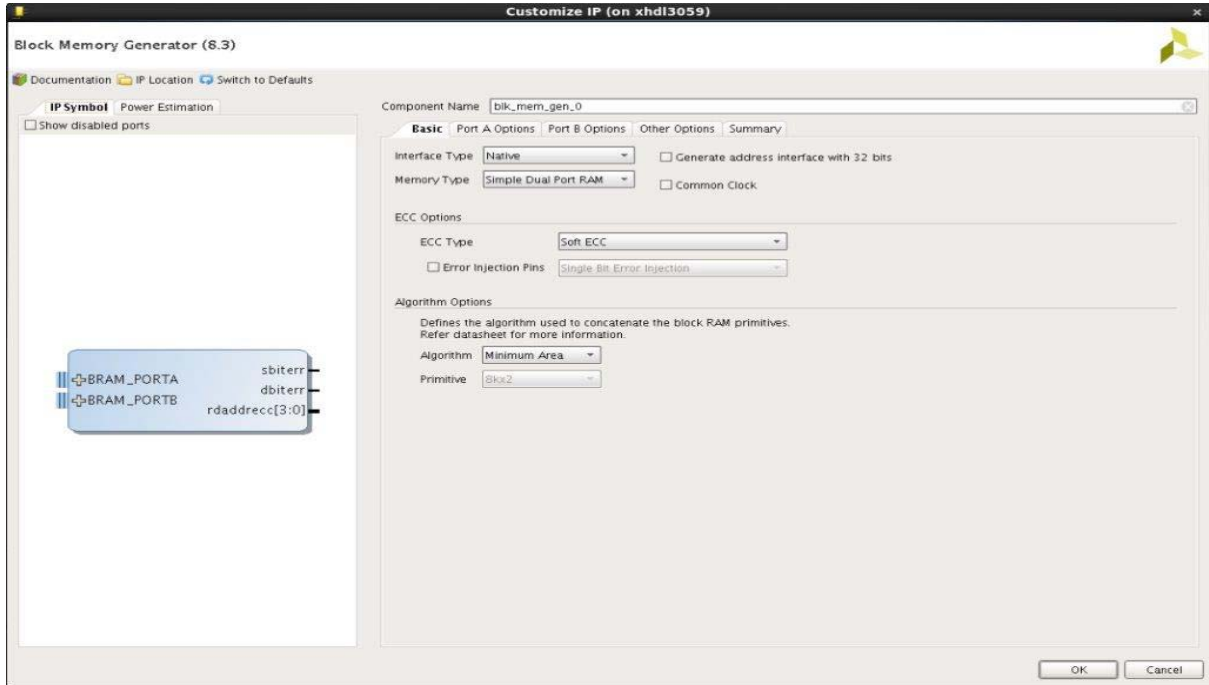 Customize IP (on xhdl3059)
Block Memory Generator (8.3)
Documentation IP Location Switch to Defaults
IP Symbol Power Estimation
Show disabled ports
BRAM_PORTA
BRAM_PORTB
sbiterr
dbiterr
rdaddrecc[3:0]
Component Name blk_mem_gen_0
Basic Port A Options Port B Options Other Options Summary
Interface Type Native Generate address interface with 32 bits
Memory Type Simple Dual Port RAM Common Clock
ECC Options
ECC Type Soft ECC
Error Injection Pins Single Bit Error Injection
Algorithm Options
Defines the algorithm used to concatenate the block RAM primitives.
Refer datasheet for more information.
Algorithm Minimum Area
Primitive 8kx2
OK Cancel